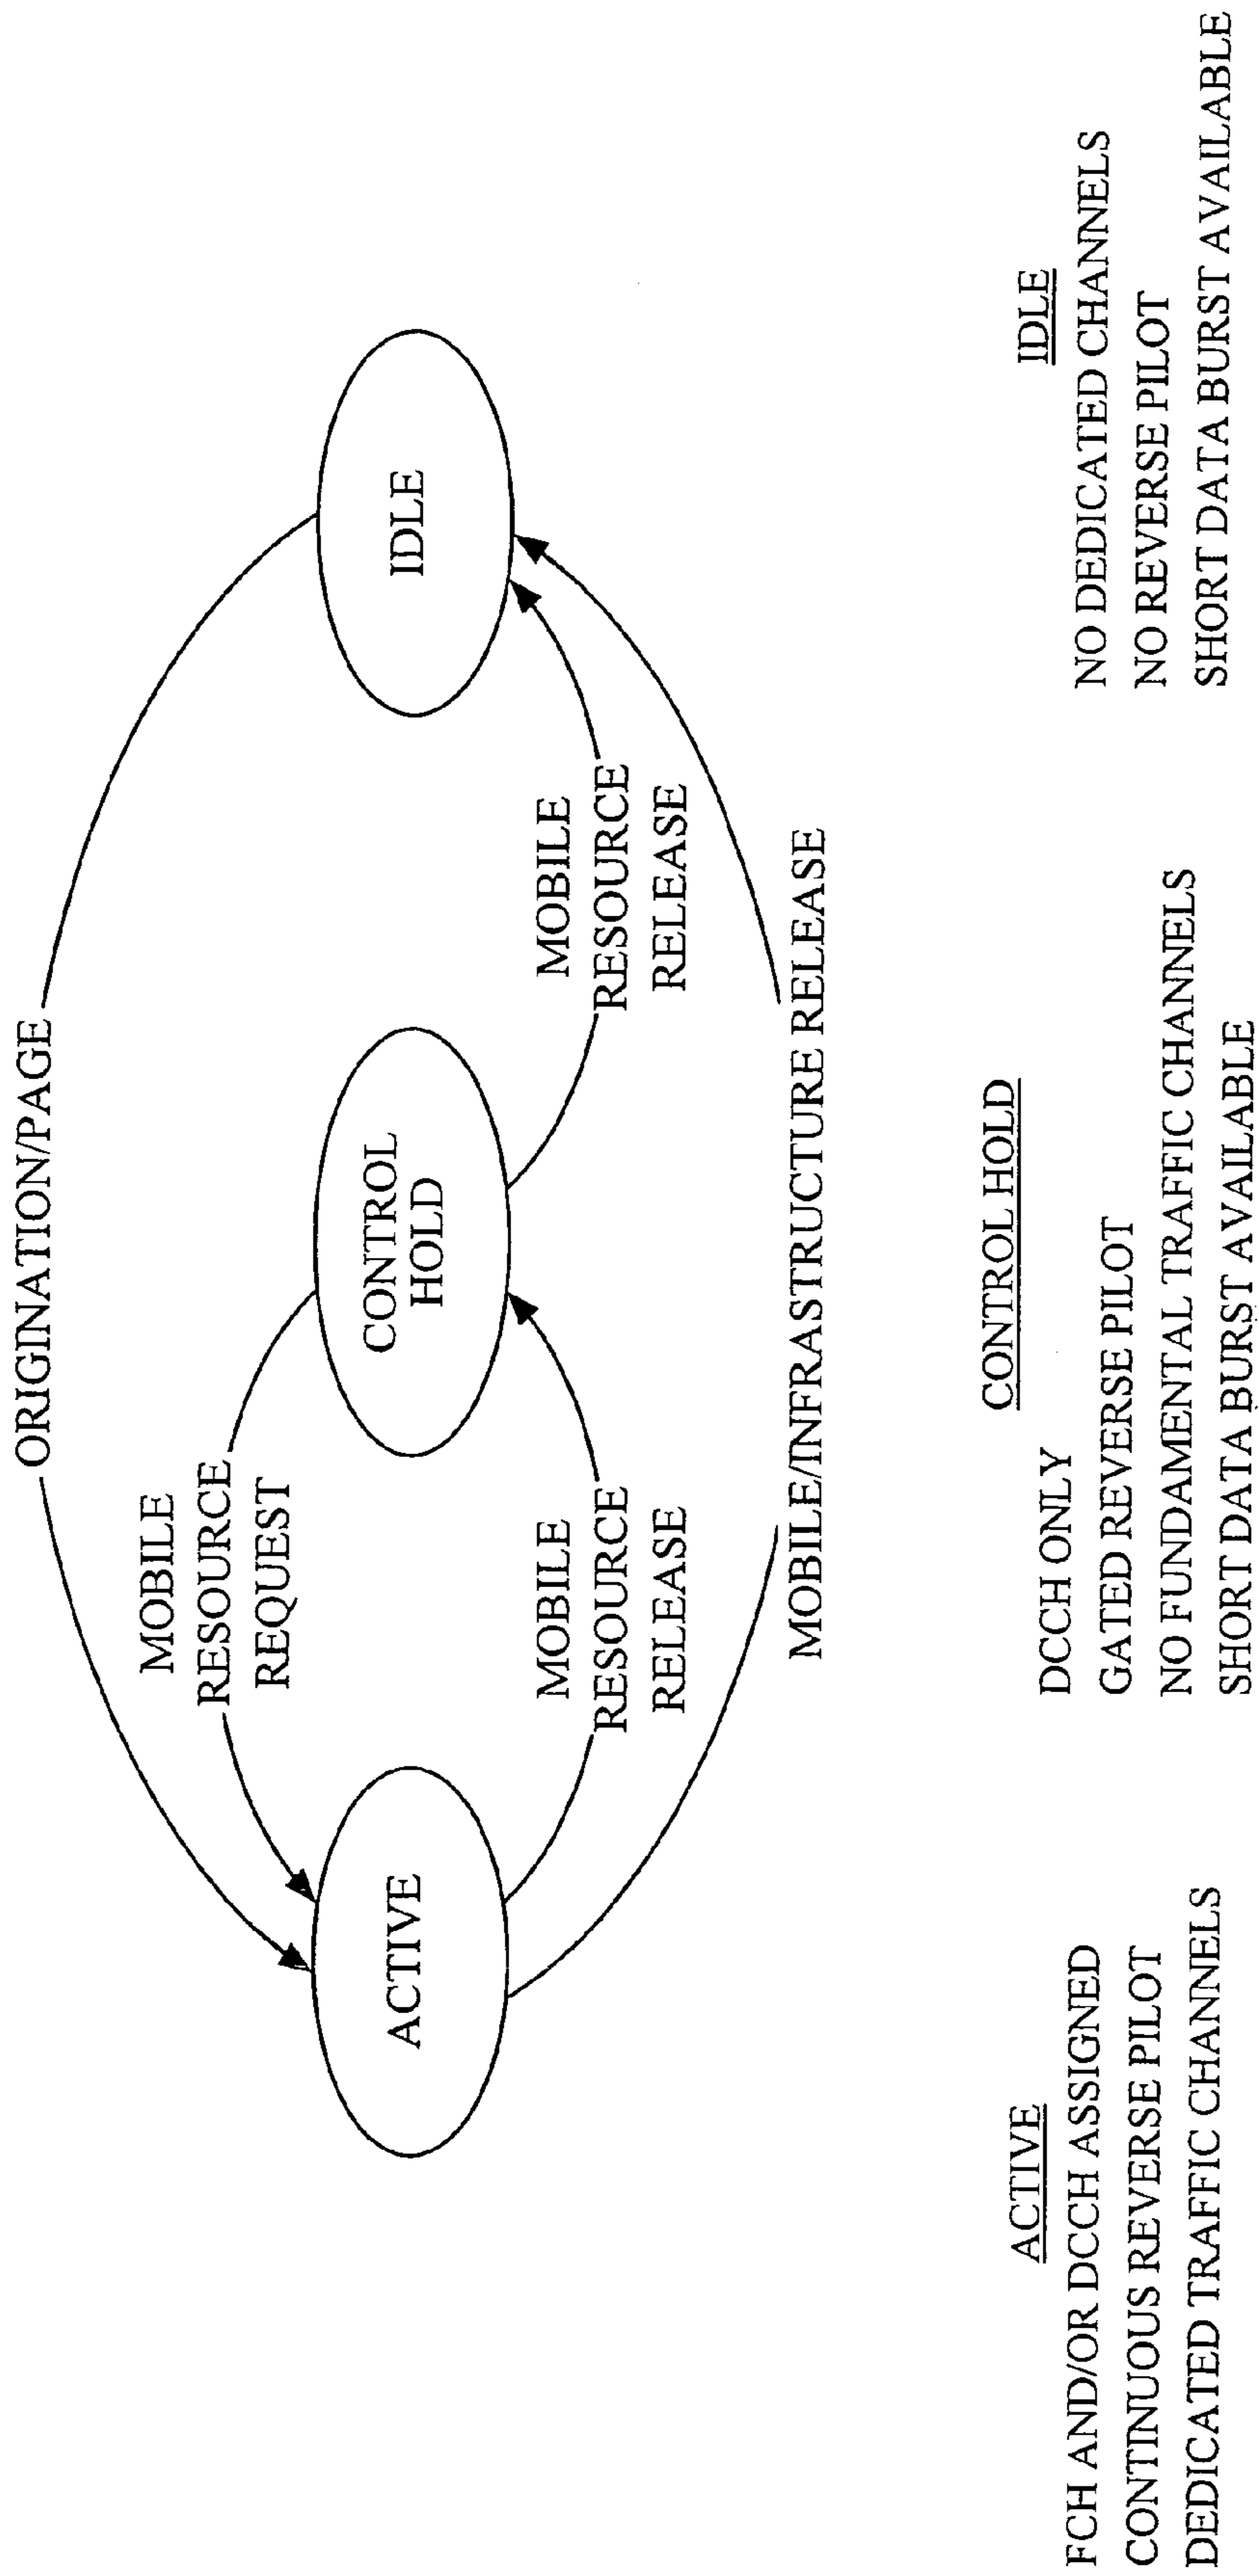 ORIGINATION/PAGE
MOBILE
RESOURCE
REQUEST
ACTIVE
CONTROL
HOLD
IDLE
MOBILE
RESOURCE
RELEASE
MOBILE
RESOURCE
RELEASE
MOBILE/INFRASTRUCTURE RELEASE
ACTIVE
FCH AND/OR DCCH ASSIGNED
CONTINUOUS REVERSE PILOT
DEDICATED TRAFFIC CHANNELS
CONTROL HOLD
DCCH ONLY
GATED REVERSE PILOT
NO FUNDAMENTAL TRAFFIC CHANNELS
SHORT DATA BURST AVAILABLE
IDLE
NO DEDICATED CHANNELS
NO REVERSE PILOT
SHORT DATA BURST AVAILABLE